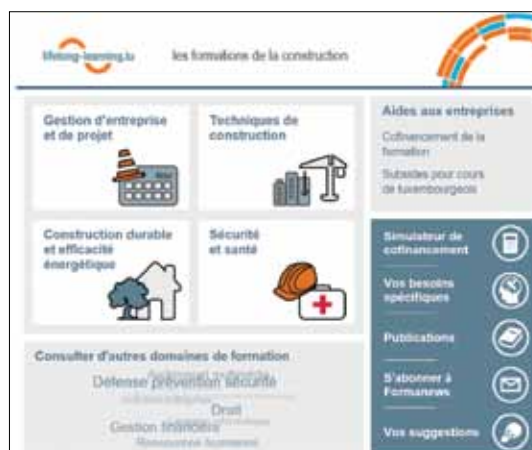 lifelong-learning.lu
les formations de la construction
Gestion d'entreprise
et de projet
Techniques de
construction
Construction durable
et efficacité
énergétique
Sécurité
et santé
Aides aux entreprises
Cofinancement de la
formation
Subsides pour cours
de luxembourgeois
Simulateur de
cofinancement
Vos besoins
spécifiques
Publications
S'abonner à
Formanews
Vos suggestions
Consulter d'autres domaines de formation
Défense prévention sécurité
Droit
Gestion financière
Ressources humaines